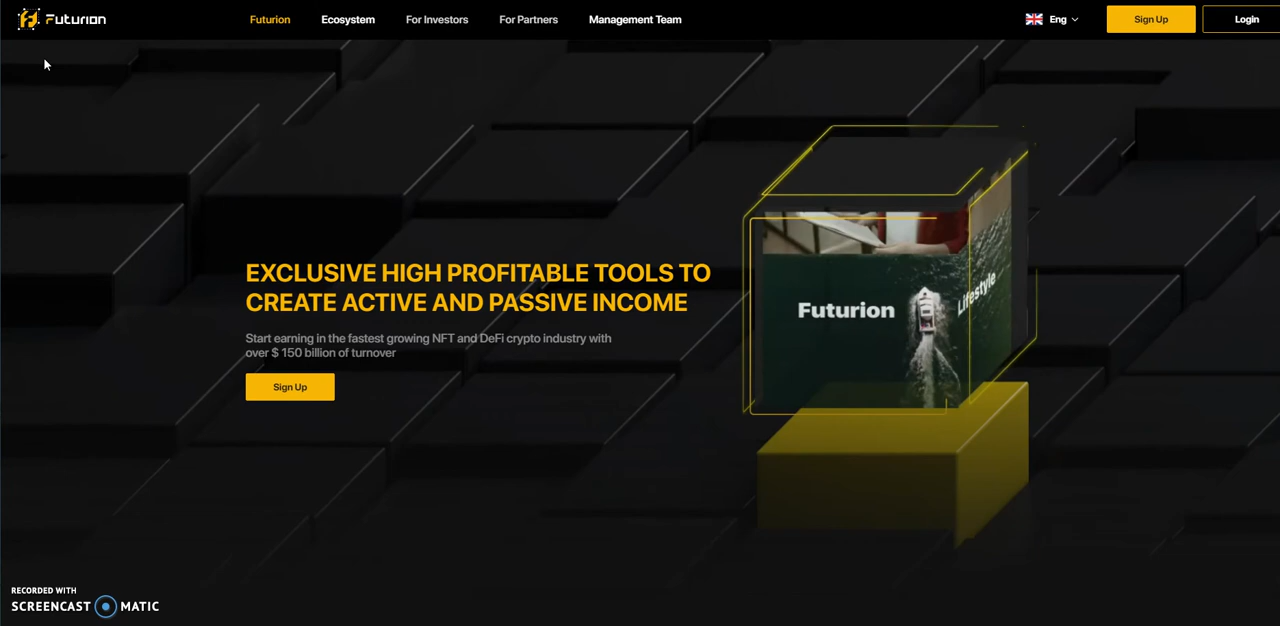 Futurion
Futurion Ecosystem For Investors For Partners Management Team
Eng
Sign Up
Login
EXCLUSIVE HIGH PROFITABLE TOOLS TO
CREATE ACTIVE AND PASSIVE INCOME
Start earning in the fastest growing NFT and DeFi crypto industry with
over $ 150 billion of turnover
Sign Up
Futurion
Lifestyle
RECORDED WITH
SCREENCAST MATIC